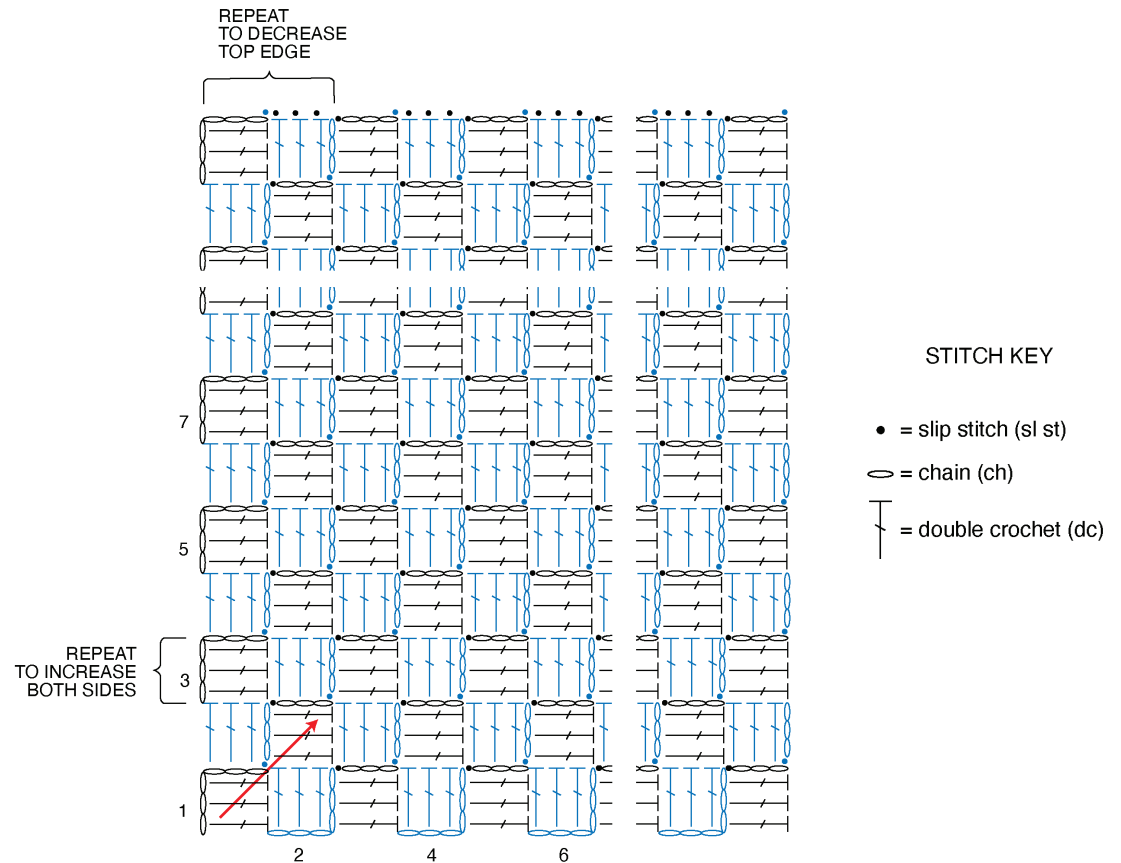 REPEAT
TO DECREASE
TOP EDGE
7
5
REPEAT
TO INCREASE
BOTH SIDES
3
1
2
4
6
STITCH KEY
= slip stitch (sl st)
= chain (ch)
= double crochet (dc)